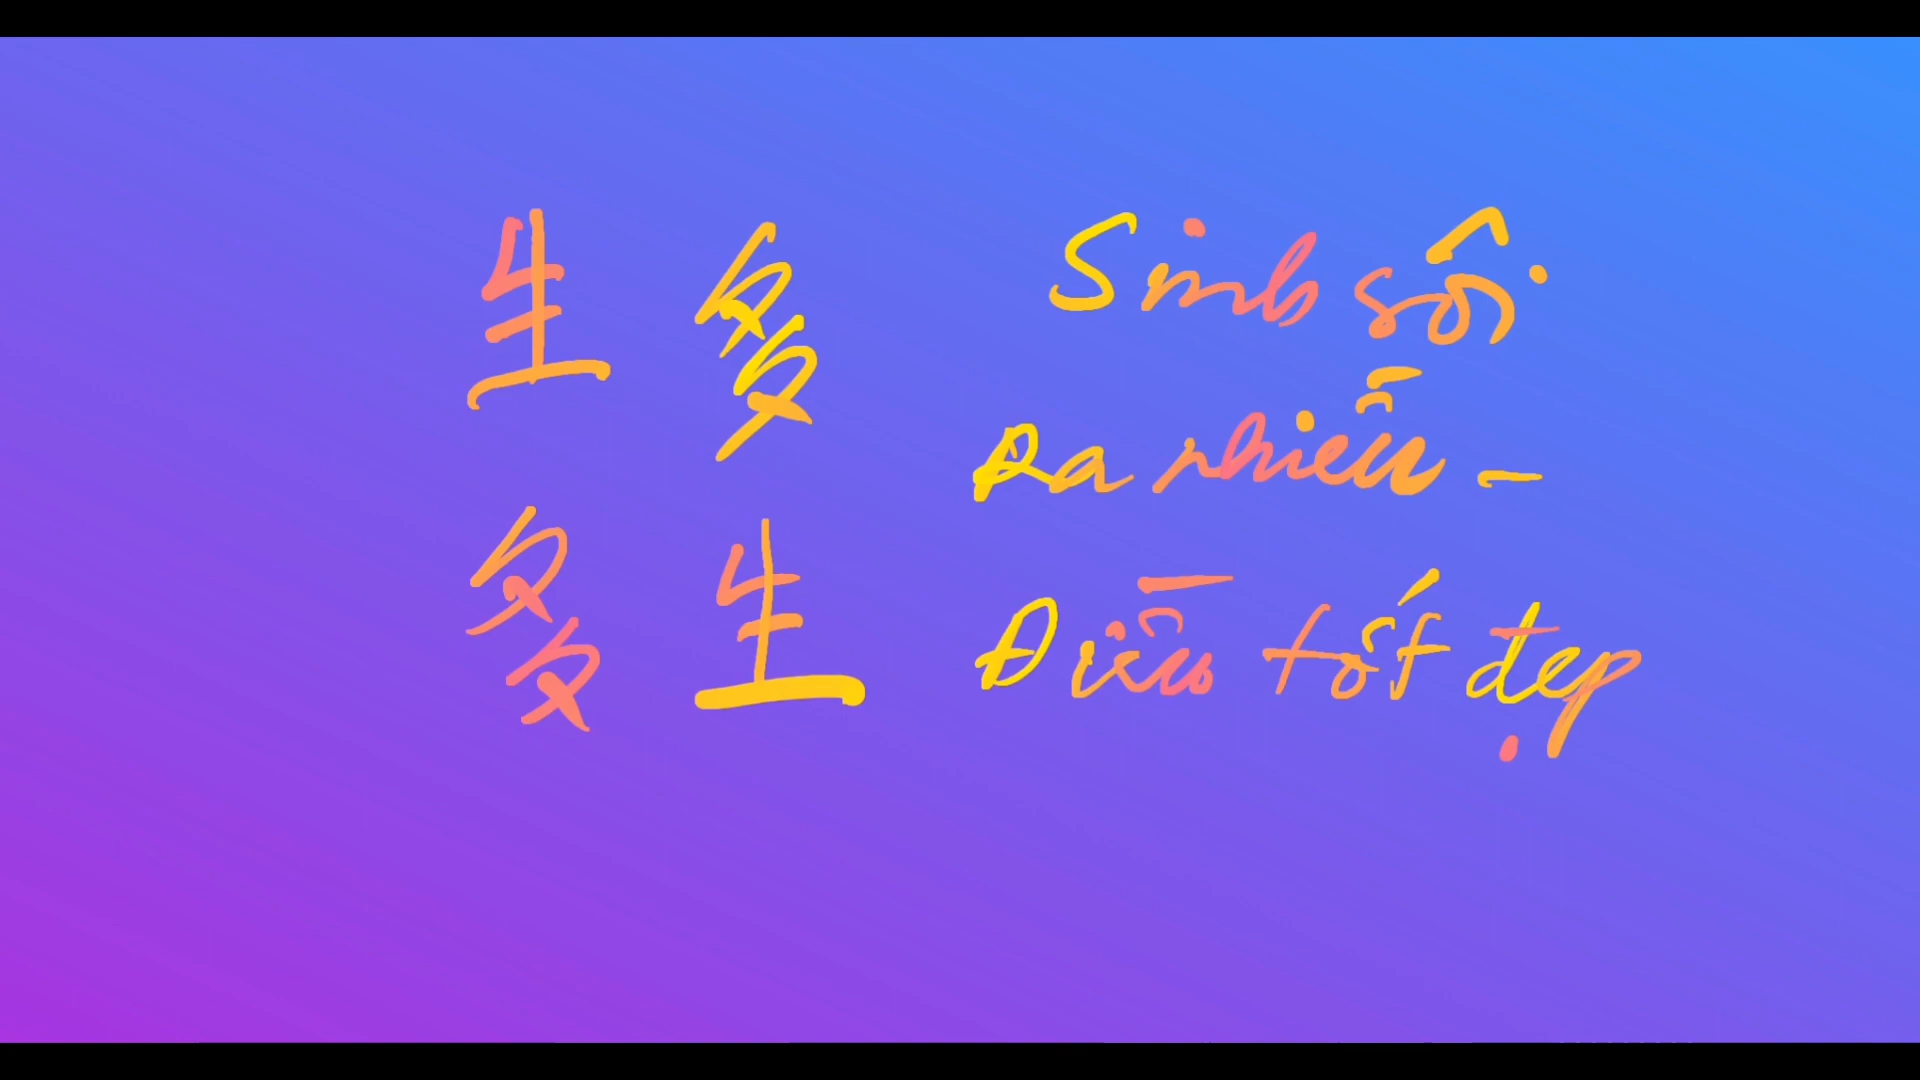 生 多
多 生
Sinh sôi
Ra nhiều -
Điều tốt đẹp